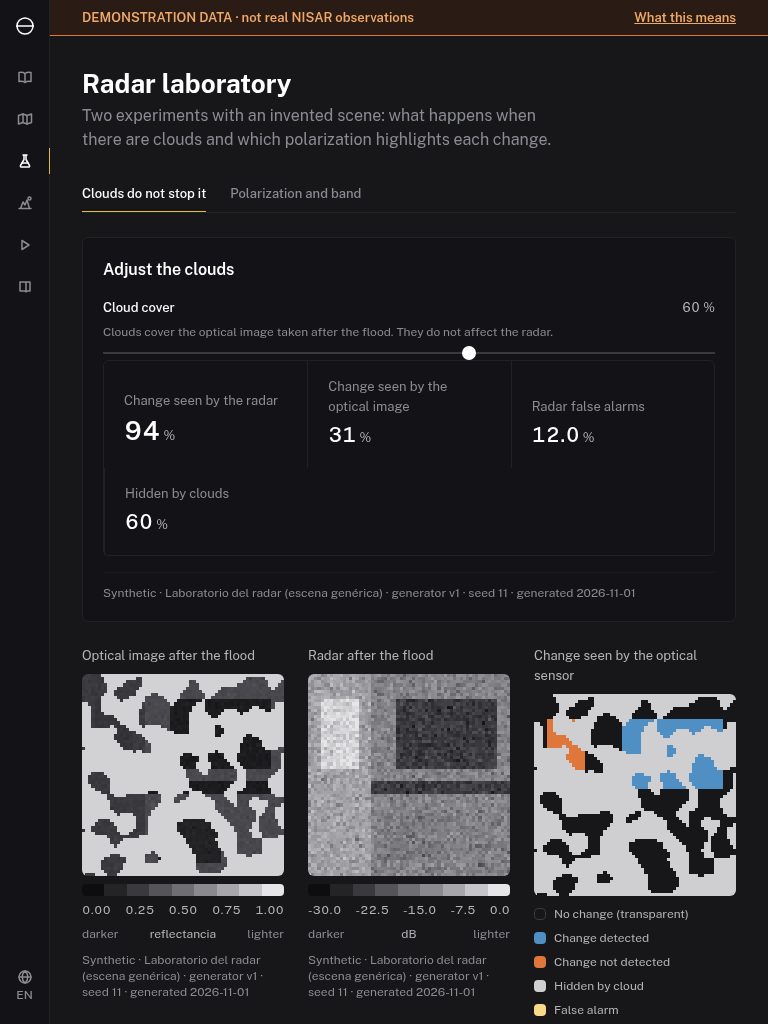 DEMONSTRATION DATA · not real NISAR observations
What this means
Radar laboratory
Two experiments with an invented scene: what happens when
there are clouds and which polarization highlights each change.
Clouds do not stop it
Polarization and band
Adjust the clouds
Cloud cover
60 %
Clouds cover the optical image taken after the flood. They do not affect the radar.
Change seen by the radar
94 %
Change seen by the
optical image
31 %
Radar false alarms
12.0 %
Hidden by clouds
60 %
Synthetic · Laboratorio del radar (escena genérica) · generator v1 · seed 11 · generated 2026-11-01
Optical image after the flood
0.00 0.25 0.50 0.75 1.00
darker reflectancia lighter
Synthetic · Laboratorio del radar
(escena genérica) · generator v1 ·
seed 11 · generated 2026-11-01
Radar after the flood
-30.0 -22.5 -15.0 -7.5 0.0
darker dB lighter
Synthetic · Laboratorio del radar
(escena genérica) · generator v1 ·
seed 11 · generated 2026-11-01
Change seen by the optical
sensor
No change (transparent)
Change detected
Change not detected
Hidden by cloud
False alarm
EN